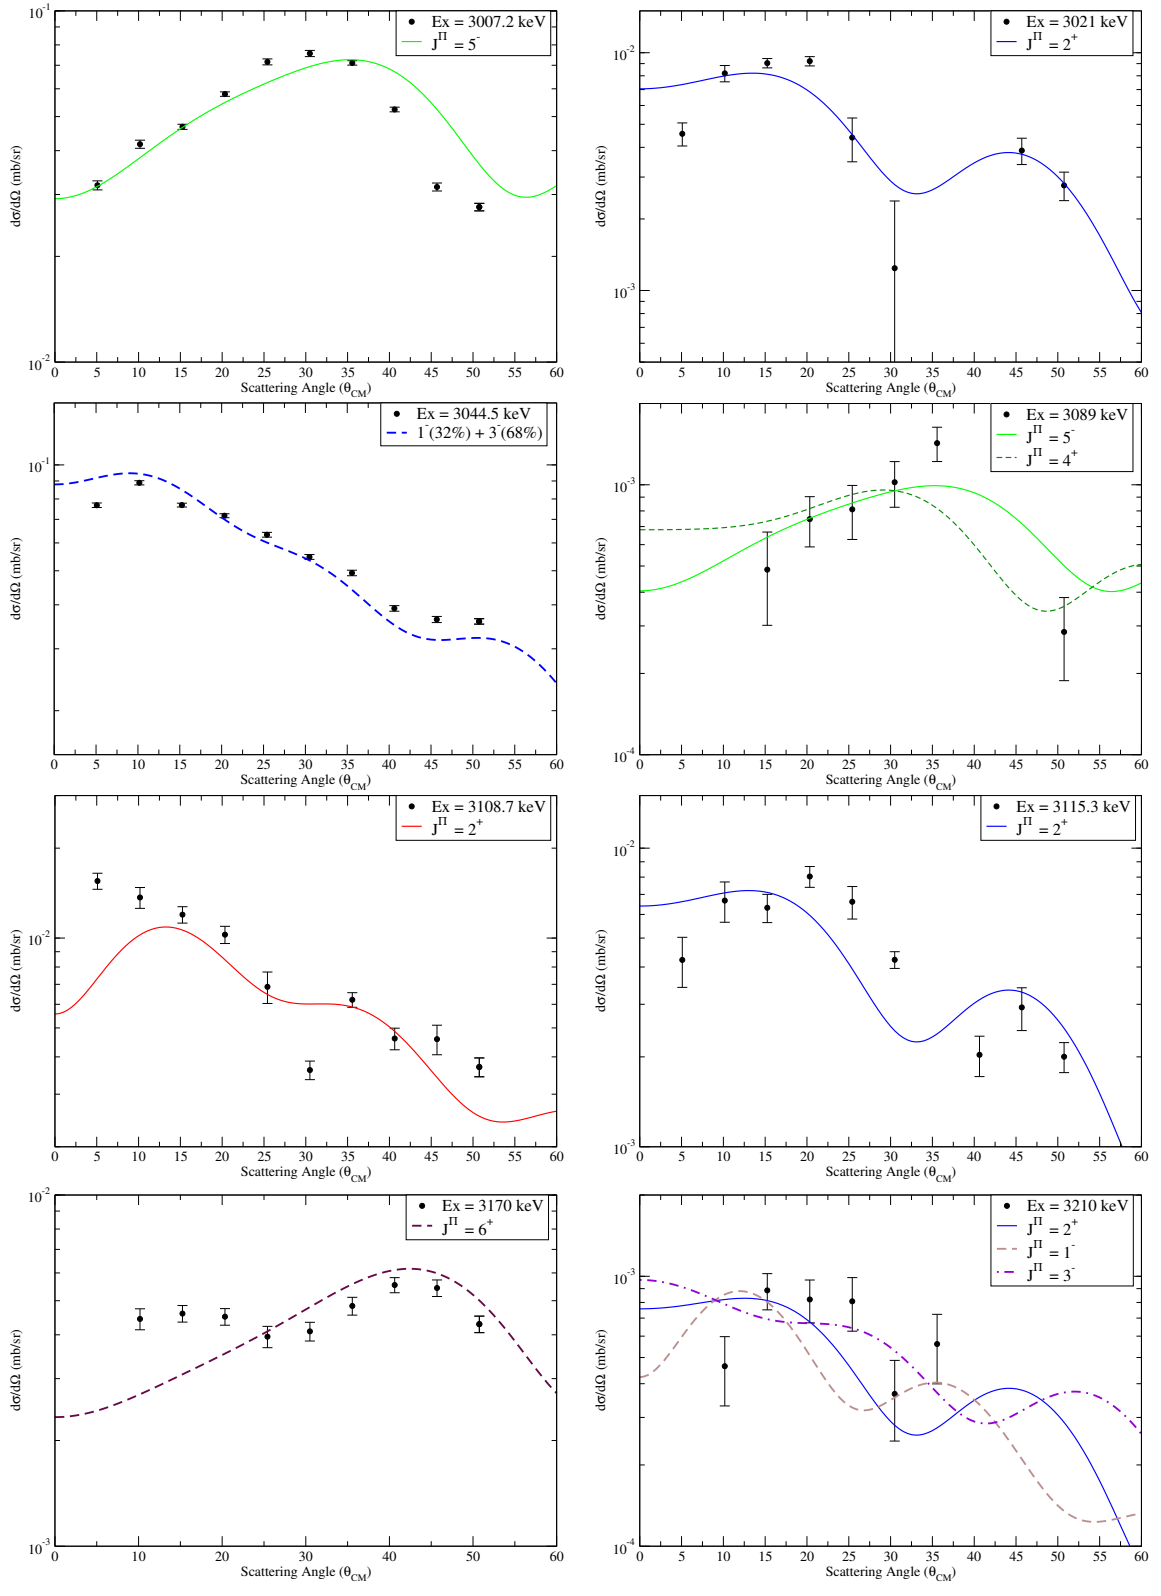 10^-1
Ex = 3007.2 keV
J^Π = 5^-
dσ/dΩ (mb/sr)
10^-2
0 5 10 15 20 25 30 35 40 45 50 55 60
Scattering Angle (θ_CM)
Ex = 3021 keV
J^Π = 2^+
10^-2
dσ/dΩ (mb/sr)
10^-3
0 5 10 15 20 25 30 35 40 45 50 55 60
Scattering Angle (θ_CM)
Ex = 3044.5 keV
1^-(32%) + 3^-(68%)
10^-1
dσ/dΩ (mb/sr)
0 5 10 15 20 25 30 35 40 45 50 55 60
Scattering Angle (θ_CM)
Ex = 3089 keV
J^Π = 5^-
J^Π = 4^+
10^-3
dσ/dΩ (mb/sr)
10^-4
0 5 10 15 20 25 30 35 40 45 50 55 60
Scattering Angle (θ_CM)
Ex = 3108.7 keV
J^Π = 2^+
10^-2
10^-2
dσ/dΩ (mb/sr)
0 5 10 15 20 25 30 35 40 45 50 55 60
Scattering Angle (θ_CM)
Ex = 3115.3 keV
J^Π = 2^+
10^-2
dσ/dΩ (mb/sr)
10^-3
0 5 10 15 20 25 30 35 40 45 50 55 60
Scattering Angle (θ_CM)
10^-2
Ex = 3170 keV
J^Π = 6^+
dσ/dΩ (mb/sr)
10^-3
0 5 10 15 20 25 30 35 40 45 50 55 60
Scattering Angle (θ_CM)
Ex = 3210 keV
J^Π = 2^+
J^Π = 1^-
J^Π = 3^-
10^-3
dσ/dΩ (mb/sr)
10^-4
0 5 10 15 20 25 30 35 40 45 50 55 60
Scattering Angle (θ_CM)